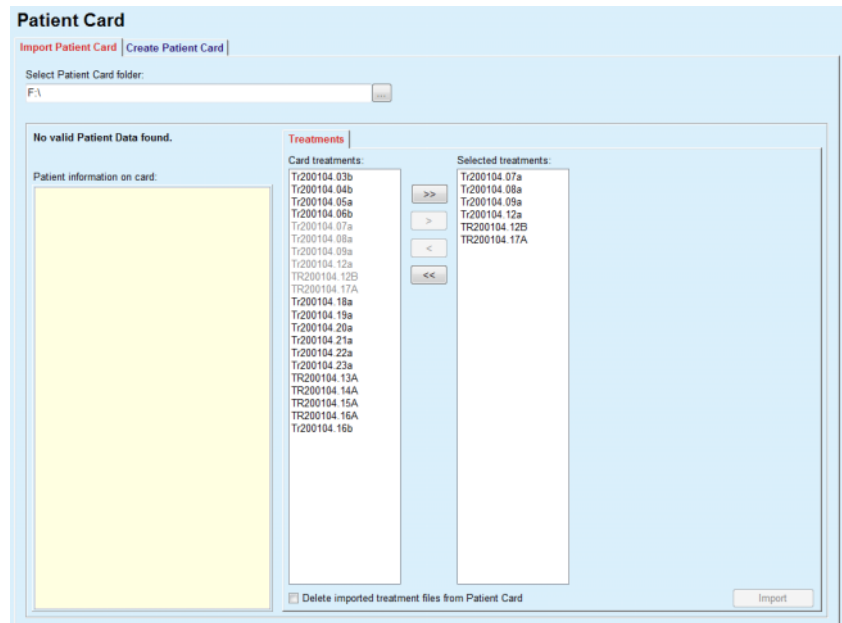 Patient Card
Import Patient Card Create Patient Card
Select Patient Card folder:
F:\
...
No valid Patient Data found.
Patient information on card:
Treatments
Card treatments:
Tr200104.03b
Tr200104.04b
Tr200104.05a
Tr200104.06b
Tr200104.07a
Tr200104.08a
Tr200104.09a
Tr200104.12a
TR200104.12B
TR200104.17A
Tr200104.18a
Tr200104.19a
Tr200104.20a
Tr200104.21a
Tr200104.22a
Tr200104.23a
TR200104.13A
TR200104.14A
TR200104.15A
TR200104.16A
Tr200104.16b
>>
>
<
<<
Selected treatments:
Tr200104.07a
Tr200104.08a
Tr200104.09a
Tr200104.12a
TR200104.12B
TR200104.17A
Delete imported treatment files from Patient Card
Import